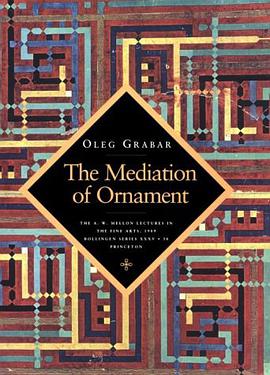 OLEG GRABAR
The Mediation
of Ornament
THE A. W. MELLON LECTURES IN
THE FINE ARTS, 1989
BOLLINGEN SERIES XXXV • 38
PRINCETON